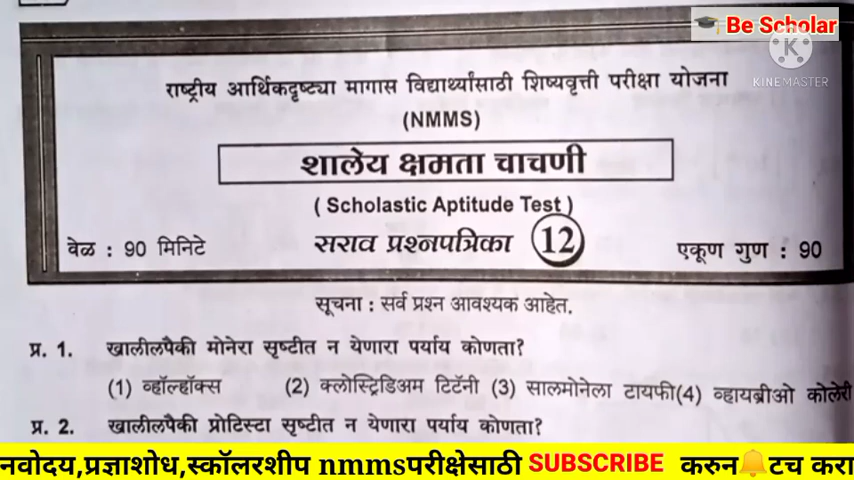 Be Scholar
K
KINEMASTER
राष्ट्रीय आर्थिकदृष्ट्या मागास विद्यार्थ्यांसाठी शिष्यवृत्ती परीक्षा योजना
(NMMS)
शालेय क्षमता चाचणी
( Scholastic Aptitude Test )
वेळ : 90 मिनिटे सराव प्रश्नपत्रिका 12 एकूण गुण : 90
सूचना : सर्व प्रश्न आवश्यक आहेत.
प्र. 1. खालीलपैकी मोनेरा सृष्टीत न येणारा पर्याय कोणता?
(1) व्हॉल्हॉक्स (2) क्लोस्ट्रिडिअम टिटॅनी (3) सालमोनेला टायफी (4) व्हायब्रीओ कोलेरी
प्र. 2. खालीलपैकी प्रोटिस्टा सृष्टीत न येणारा पर्याय कोणता?
नवोदय,प्रज्ञाशोध,स्कॉलरशीप nmmsपरीक्षेसाठी SUBSCRIBE करुन🔔टच करा